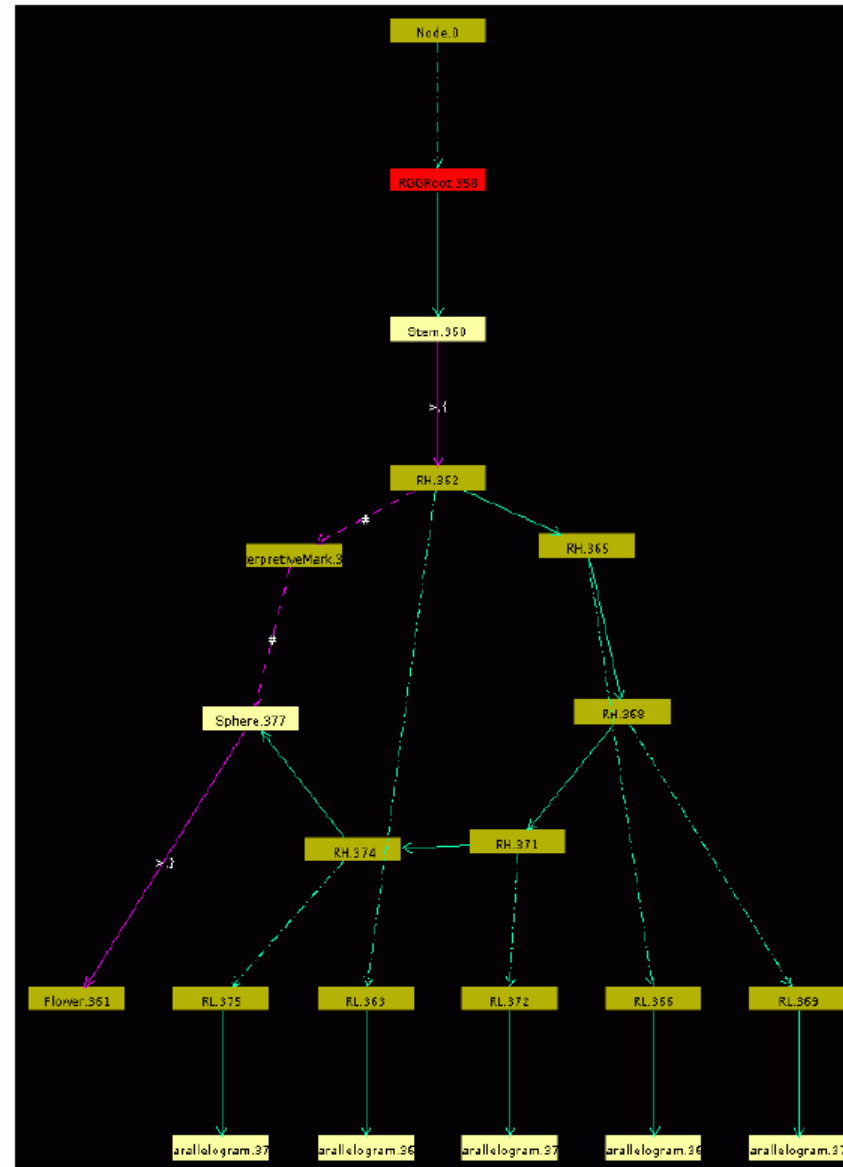 Node.0
RGGRoot.358
Stem.360
>,{
RH.362
#
RH.365
erpretiveMark.3
#
RH.368
Sphere.377
RH.371
RH.374
>,}
Flower.361
RL.375
RL.363
RL.372
RL.366
RL.369
arallelogram.37
arallelogram.36
arallelogram.37
arallelogram.36
arallelogram.37